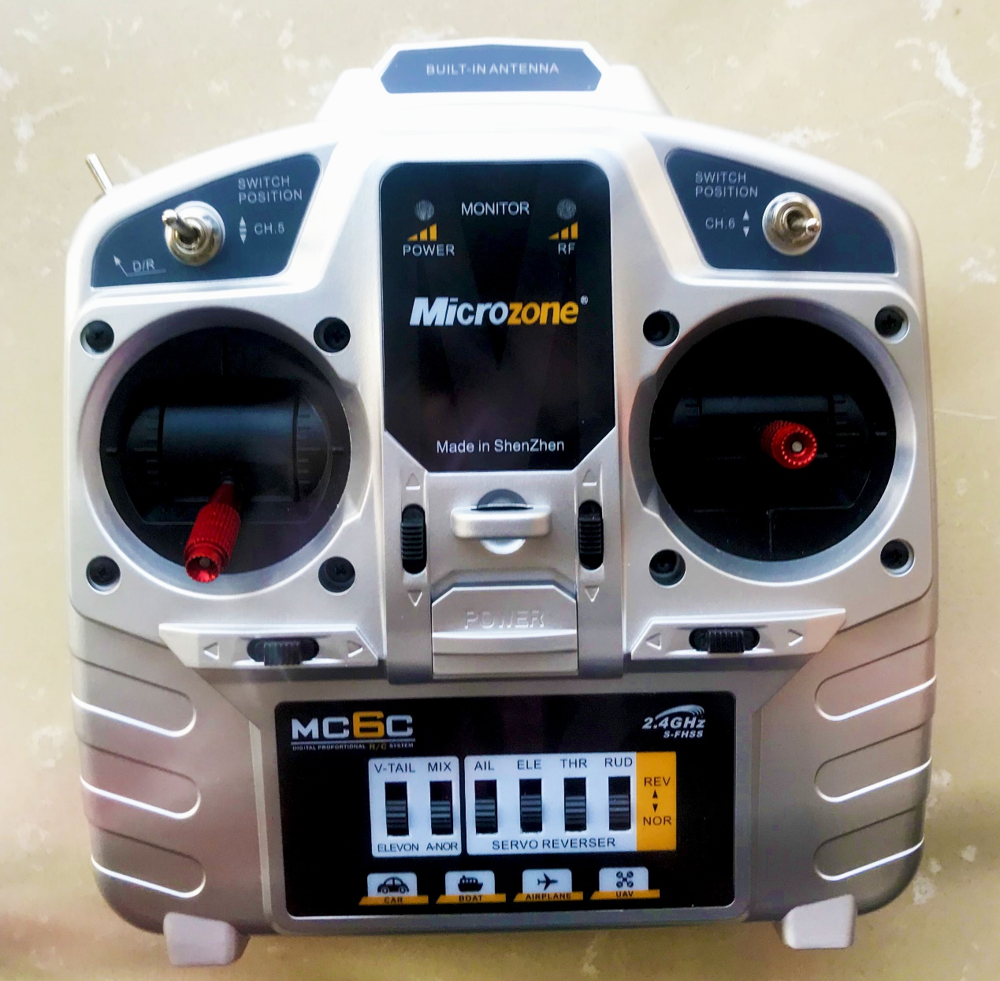 BUILT-IN ANTENNA
SWITCH
POSITION
CH.5
D/R
MONITOR
POWER
RF
SWITCH
POSITION
CH.6
Microzone®
Made in ShenZhen
POWER
MC6C
DIGITAL PROPORTIONAL R/C SYSTEM
2.4GHz
S-FHSS
V-TAIL MIX AIL ELE THR RUD
REV
NOR
ELEVON A-NOR SERVO REVERSER
CAR BOAT AIRPLANE UAV